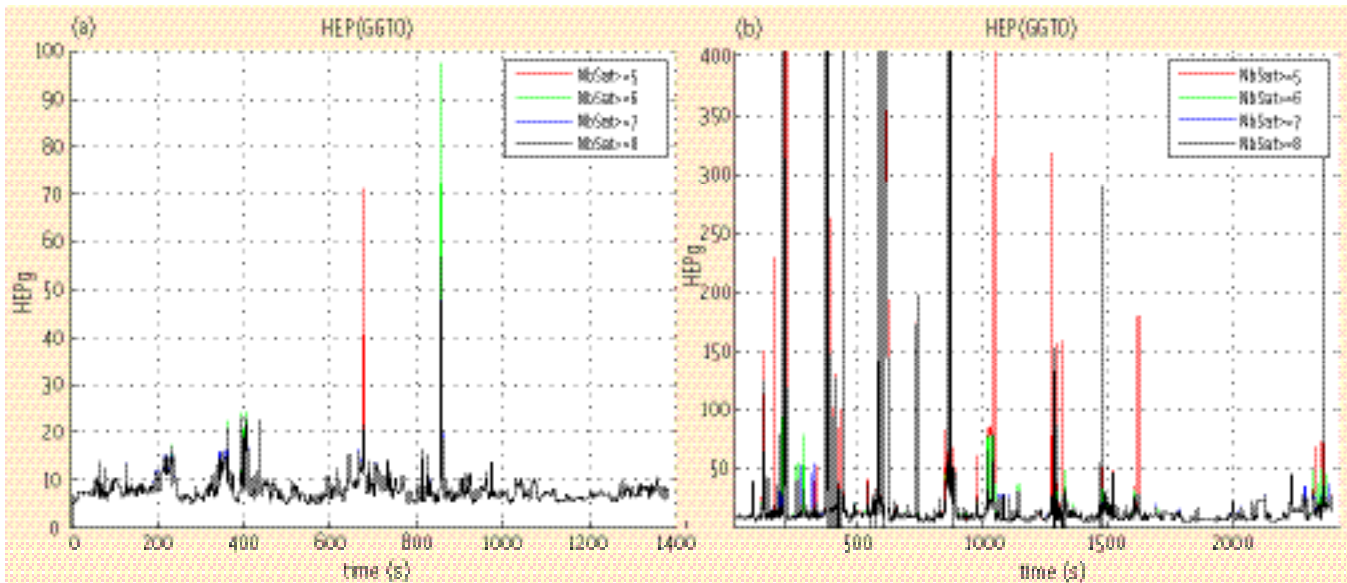 (a) HEP(GGTO)
100
90
80
70
60
50
40
30
20
10
0
HEPg
NbSat>=5
NbSat>=6
NbSat>=7
NbSat>=8
0 200 400 600 800 1000 1200 1400
time (s)
(b) HEP(GGTO)
400
350
300
250
200
150
100
50
HEPg
NbSat>=5
NbSat>=6
NbSat>=7
NbSat>=8
500 1000 1500 2000
time (s)